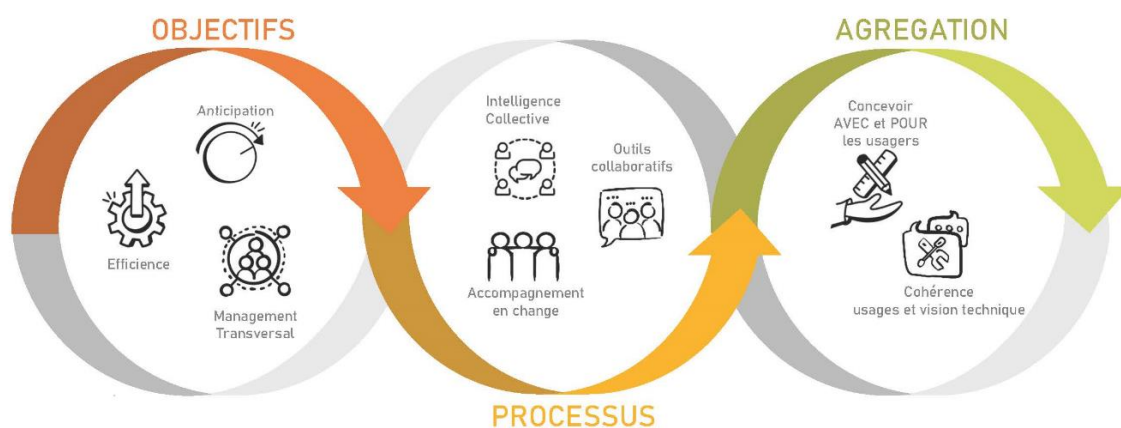 OBJECTIFS
Anticipation
Efficience
Management
Transversal
Intelligence
Collective
Outils
collaboratifs
Accompagnement
en change
PROCESSUS
AGREGATION
Concevoir
AVEC et POUR
les usagers
Cohérence
usages et vision technique